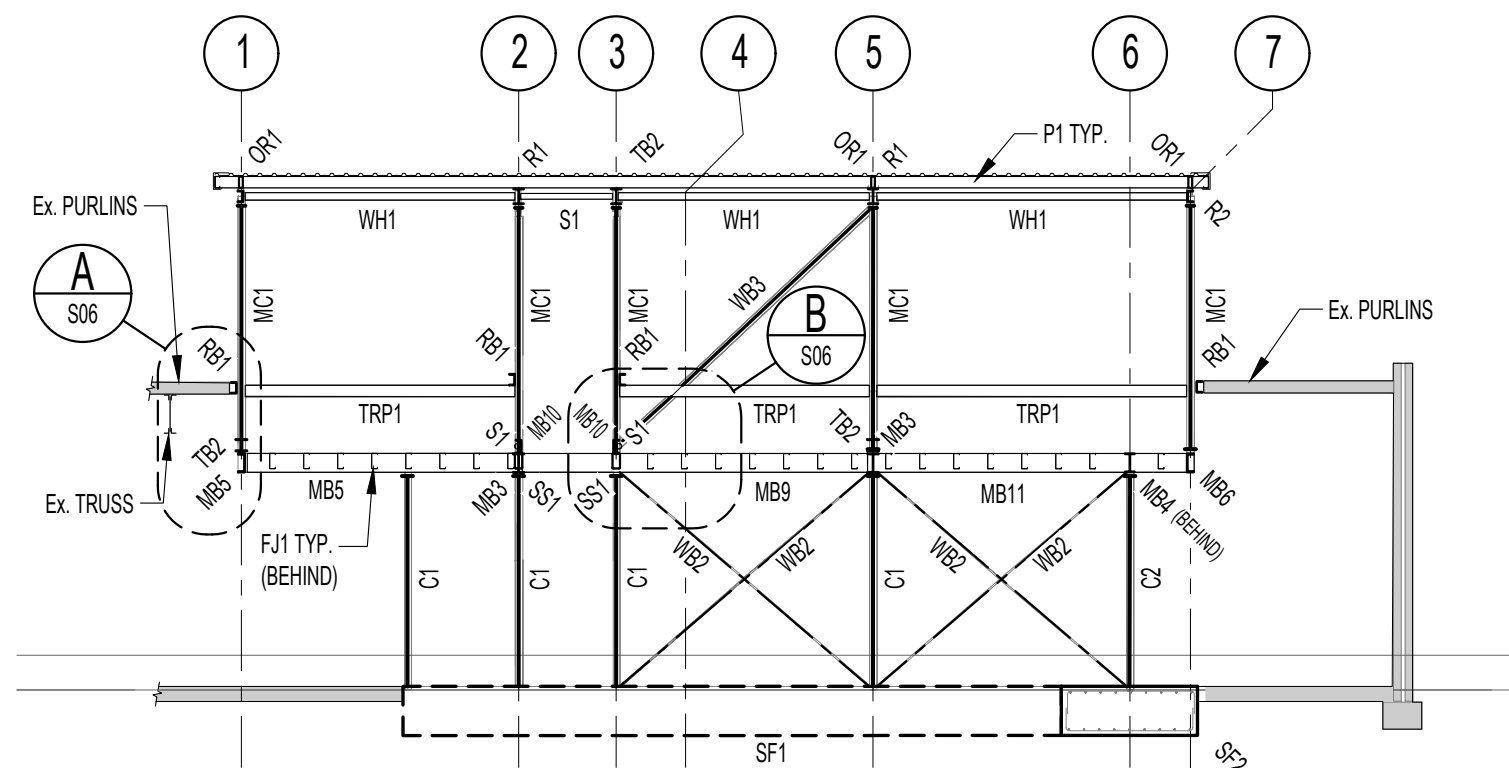 1
2
3
4
5
6
7
OR1
R1
TB2
OR1
R1
P1 TYP.
OR1
Ex. PURLINS
WH1
S1
WH1
WH1
R2
A
S06
MC1
MC1
MC1
WB3
B
S06
MC1
MC1
Ex. PURLINS
RB1
RB1
RB1
RB1
TRP1
TRP1
TRP1
TB2
S1
MB10
MB10
S1
TB2
MB3
Ex. TRUSS
MB5
MB5
MB3
SS1
SS1
MB9
MB11
MB4 (BEHIND)
MB6
FJ1 TYP.
(BEHIND)
C1
C1
C1
WB2
WB2
C1
WB2
WB2
C2
SF1
SF2